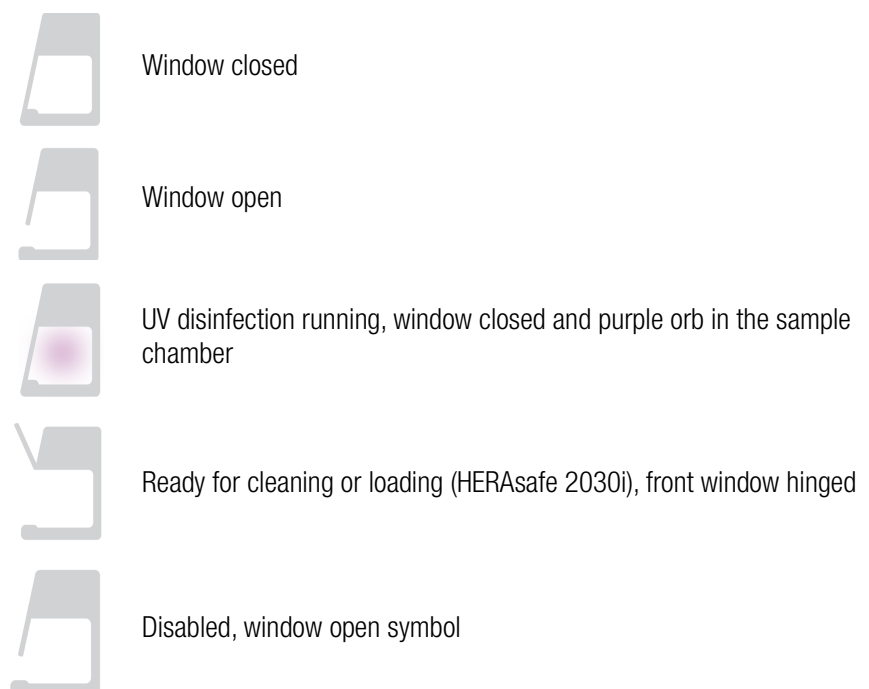 Window closed
Window open
UV disinfection running, window closed and purple orb in the sample
chamber
Ready for cleaning or loading (HERAsafe 2030i), front window hinged
Disabled, window open symbol